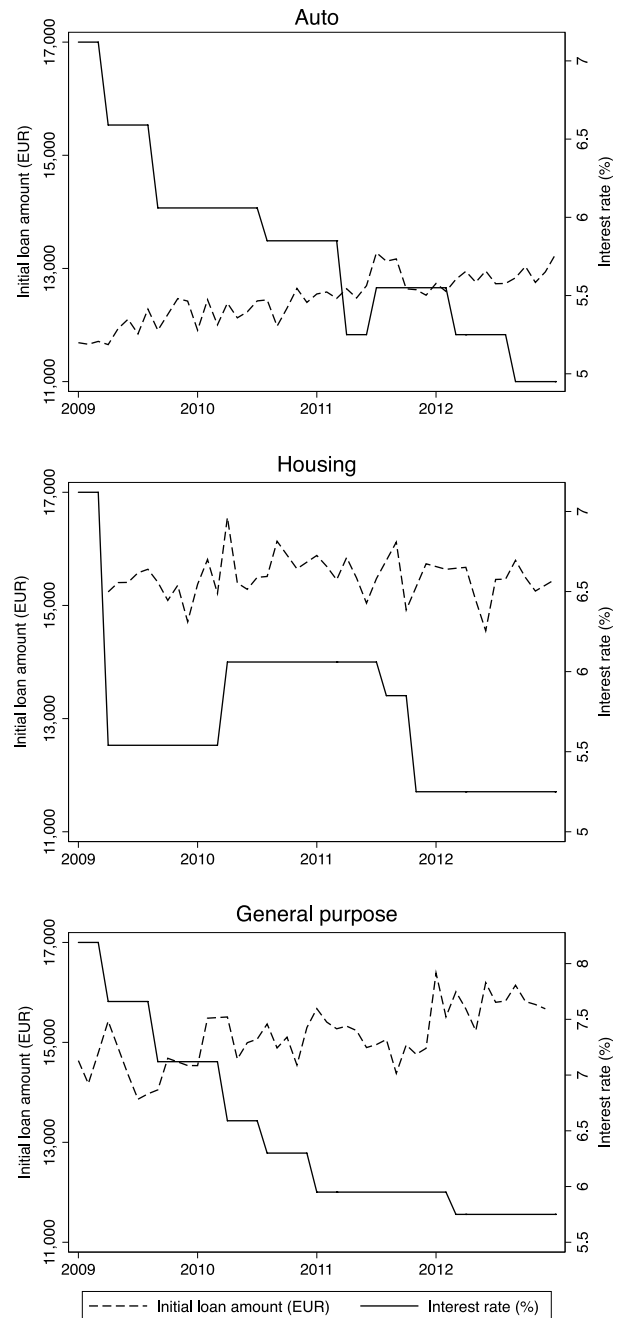 Auto
Initial loan amount (EUR)
17,000
15,000
13,000
11,000
Interest rate (%)
7
6.5
6
5.5
5
2009 2010 2011 2012
Housing
Initial loan amount (EUR)
17,000
15,000
13,000
11,000
Interest rate (%)
7
6.5
6
5.5
5
2009 2010 2011 2012
General purpose
Initial loan amount (EUR)
17,000
15,000
13,000
11,000
Interest rate (%)
8
7.5
7
6.5
6
5.5
2009 2010 2011 2012
Initial loan amount (EUR) Interest rate (%)